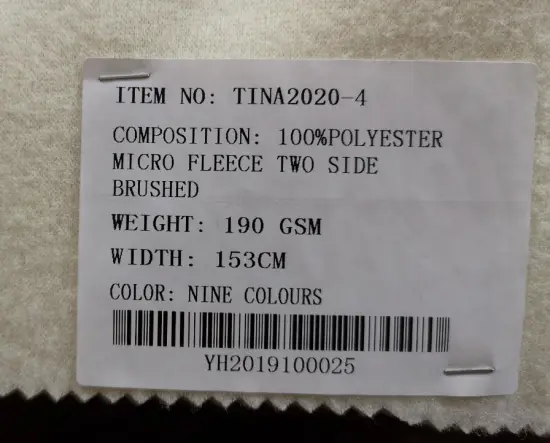 ITEM NO: TINA2020-4
COMPOSITION: 100%POLYESTER
MICRO FLEECE TWO SIDE
BRUSHED
WEIGHT: 190 GSM
WIDTH: 153CM
COLOR: NINE COLOURS
YH2019100025